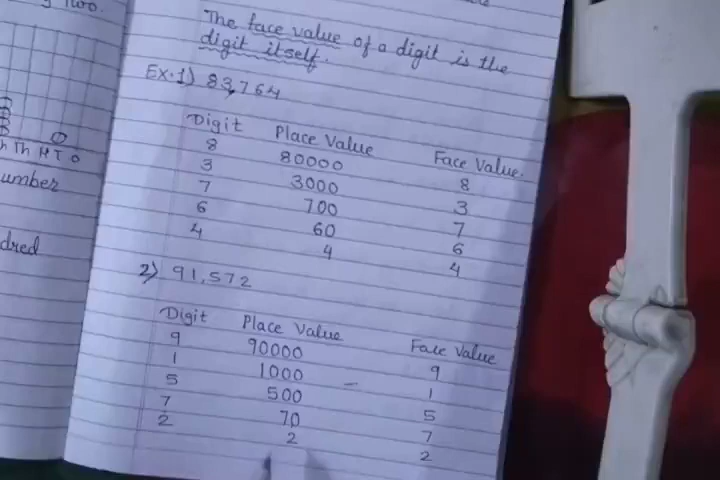 The face value of a digit is the
digit itself.
Ex.1) 83,764
Digit Place Value Face Value.
8 80000 8
3 3000 3
7 700 7
6 60 6
4 4 4
2) 91,572
Digit Place Value Face Value
9 90000 9
1 1000 - 1
5 500 5
7 70 7
2 2 2
Th H T O
umber
dred